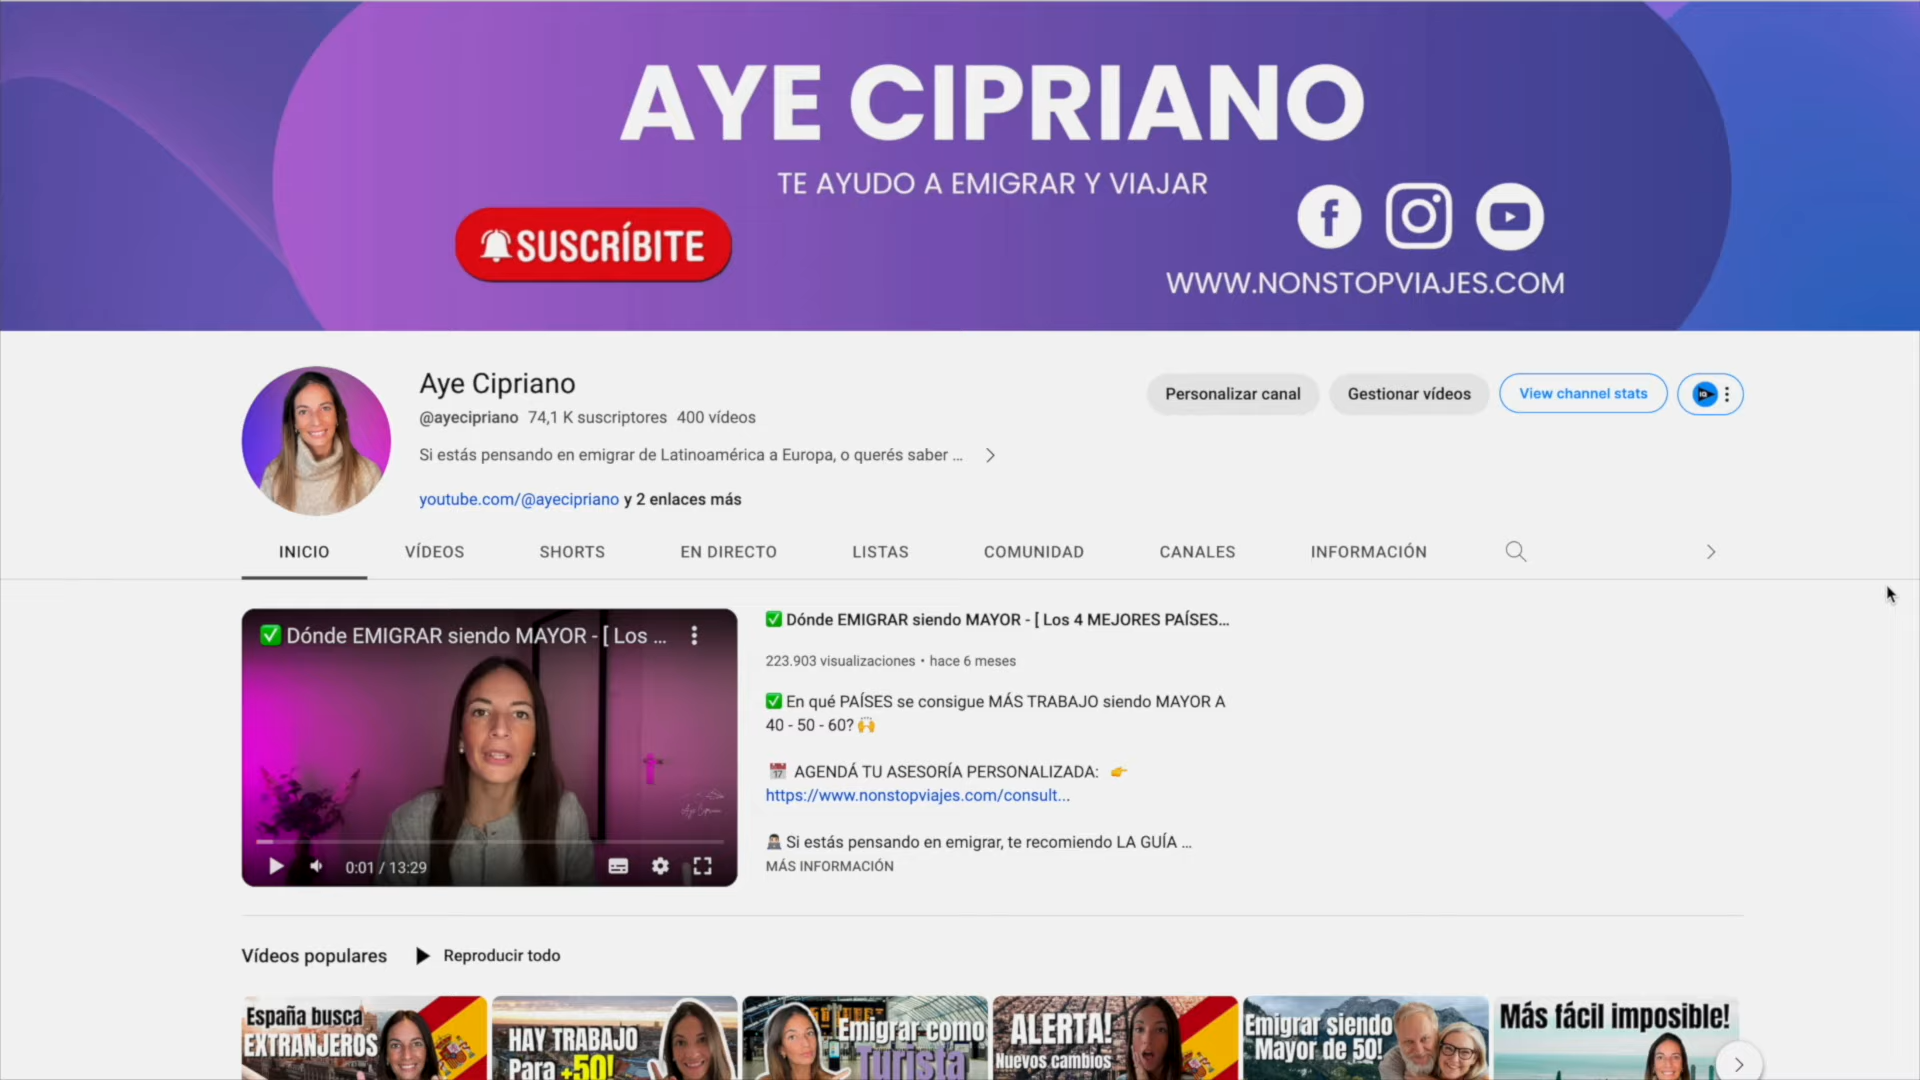 AYE CIPRIANO
TE AYUDO A EMIGRAR Y VIAJAR
SUSCRÍBITE
WWW.NONSTOPVIAJES.COM
Aye Cipriano
@ayecipriano 74,1 K suscriptores 400 vídeos
Si estás pensando en emigrar de Latinoamérica a Europa, o querés saber ...
youtube.com/@ayecipriano y 2 enlaces más
Personalizar canal
Gestionar vídeos
View channel stats
INICIO
VÍDEOS
SHORTS
EN DIRECTO
LISTAS
COMUNIDAD
CANALES
INFORMACIÓN
✅ Dónde EMIGRAR siendo MAYOR - [ Los ...
0:01 / 13:29
✅ Dónde EMIGRAR siendo MAYOR - [ Los 4 MEJORES PAÍSES...
223.903 visualizaciones • hace 6 meses
✅ En qué PAÍSES se consigue MÁS TRABAJO siendo MAYOR A
40 - 50 - 60? 🙌
📅 AGENDÁ TU ASESORÍA PERSONALIZADA: 👉
https://www.nonstopviajes.com/consult...
Si estás pensando en emigrar, te recomiendo LA GUÍA ...
MÁS INFORMACIÓN
Vídeos populares
Reproducir todo
España busca
EXTRANJEROS
HAY TRABAJO
Para +50!
Emigrar como
Turista
ALERTA!
Nuevos cambios
Emigrar siendo
Mayor de 50!
Más fácil imposible!